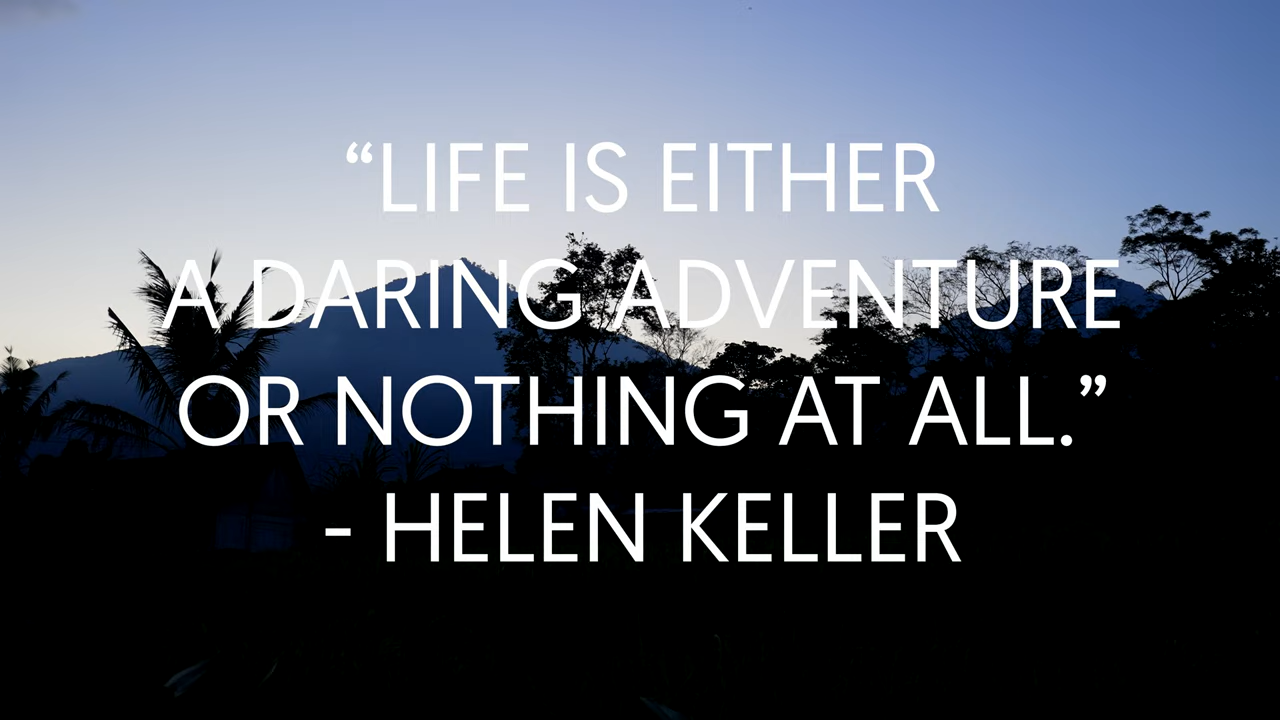 “LIFE IS EITHER
A DARING ADVENTURE
OR NOTHING AT ALL.”
- HELEN KELLER